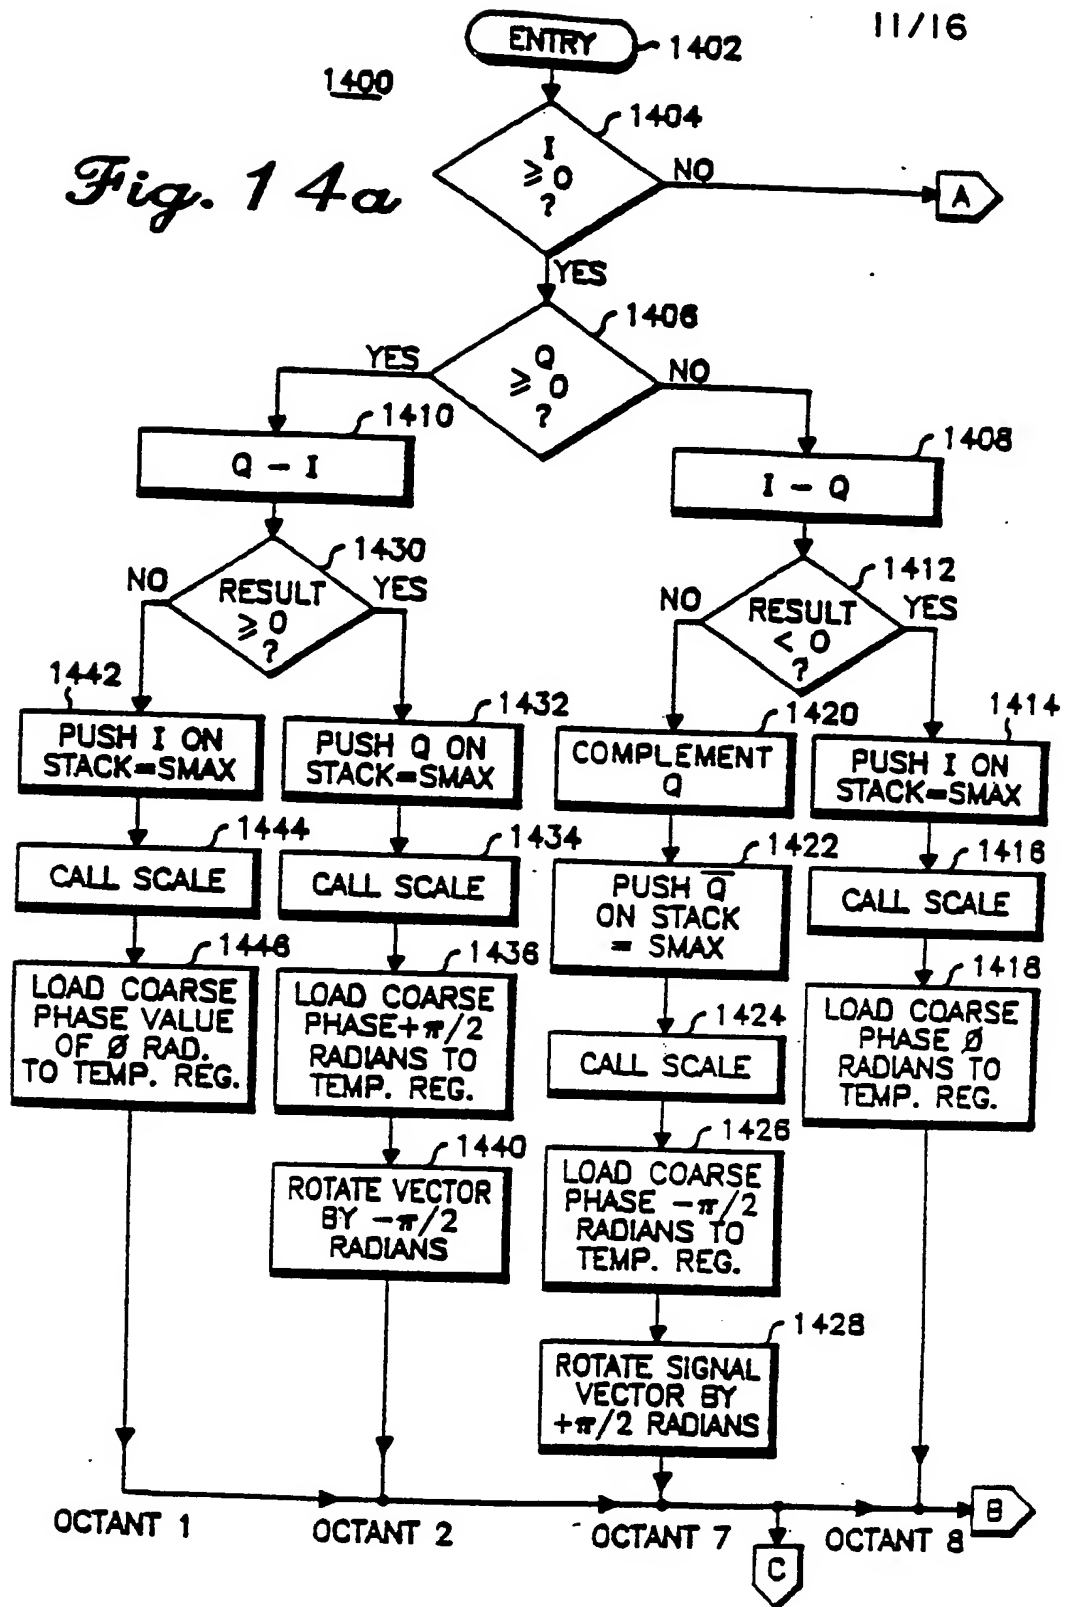 11/16
ENTRY
1402
1400
1404
I
≥ 0
?
NO
A
Fig. 14a
YES
1406
Q
≥ 0
?
YES
NO
1410
Q − I
1408
I − Q
1430
RESULT
≥ 0
?
NO
YES
1412
RESULT
< 0
?
NO
YES
1442
PUSH I ON
STACK=SMAX
1432
PUSH Q ON
STACK=SMAX
1420
COMPLEMENT
Q
1414
PUSH I ON
STACK=SMAX
1444
CALL SCALE
1434
CALL SCALE
1422
PUSH Q̅
ON STACK
= SMAX
1416
CALL SCALE
1446
LOAD COARSE
PHASE VALUE
OF Ø RAD.
TO TEMP. REG.
1436
LOAD COARSE
PHASE+π/2
RADIANS TO
TEMP. REG.
1424
CALL SCALE
1418
LOAD COARSE
PHASE Ø
RADIANS TO
TEMP. REG.
1440
ROTATE VECTOR
BY −π/2
RADIANS
1426
LOAD COARSE
PHASE −π/2
RADIANS TO
TEMP. REG.
1428
ROTATE SIGNAL
VECTOR BY
+π/2 RADIANS
OCTANT 1
OCTANT 2
OCTANT 7
OCTANT 8
B
C